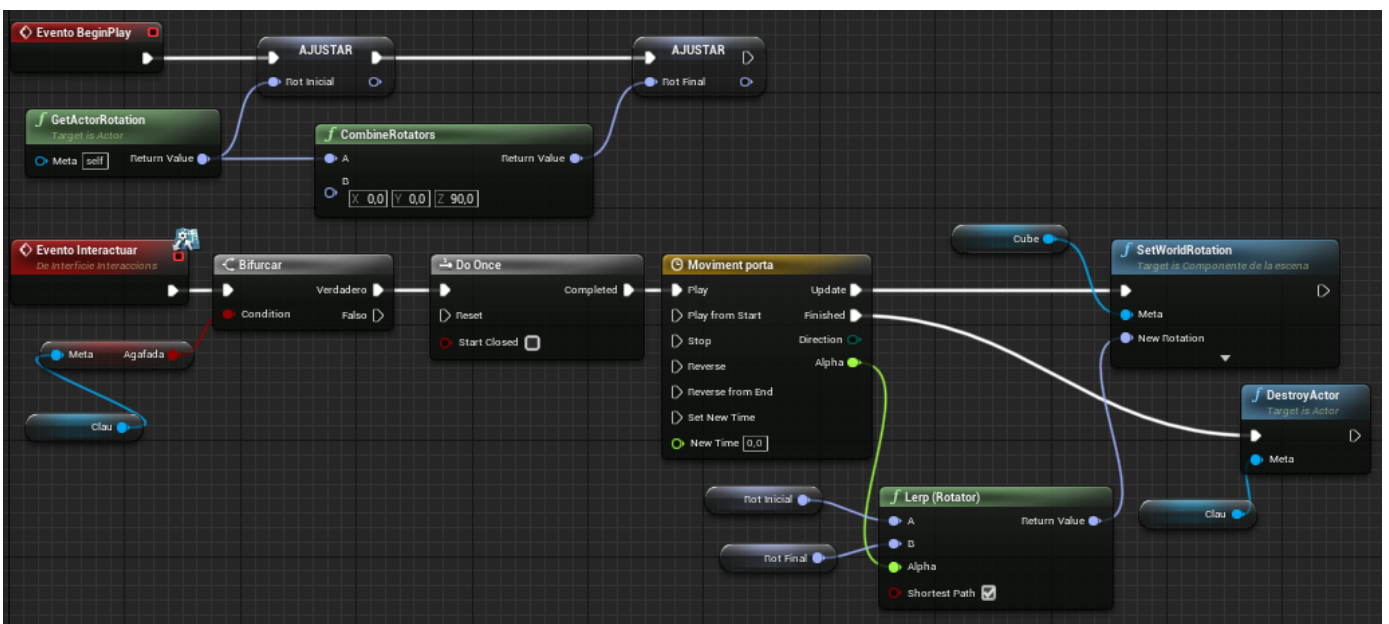 Evento BeginPlay
AJUSTAR
Rot Inicial
AJUSTAR
Rot Final
GetActorRotation
Target is Actor
Meta self Return Value
CombineRotators
A Return Value
B
X 0,0 Y 0,0 Z 90,0
Evento Interactuar
De Interfície Interaccions
Bifurcar
Verdadero
Condition Falso
Meta Agafada
Clau
Do Once
Completed
Reset
Start Closed
Moviment porta
Play Update
Play from Start Finished
Stop Direction
Reverse Alpha
Reverse from End
Set New Time
New Time 0,0
Rot Inicial
Rot Final
Lerp (Rotator)
A Return Value
B
Alpha
Shortest Path
Cube
SetWorldRotation
Target is Componente de la escena
Meta
New Rotation
DestroyActor
Target is Actor
Meta
Clau